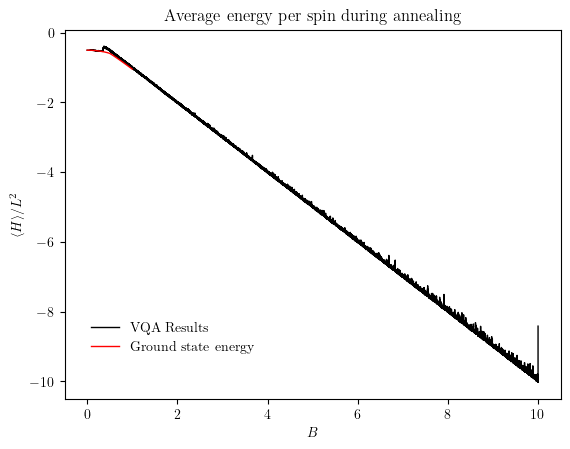 Average energy per spin during annealing
0
−2
−4
−6
−8
−10
⟨H⟩/L²
VQA Results
Ground state energy
0 2 4 6 8 10
B